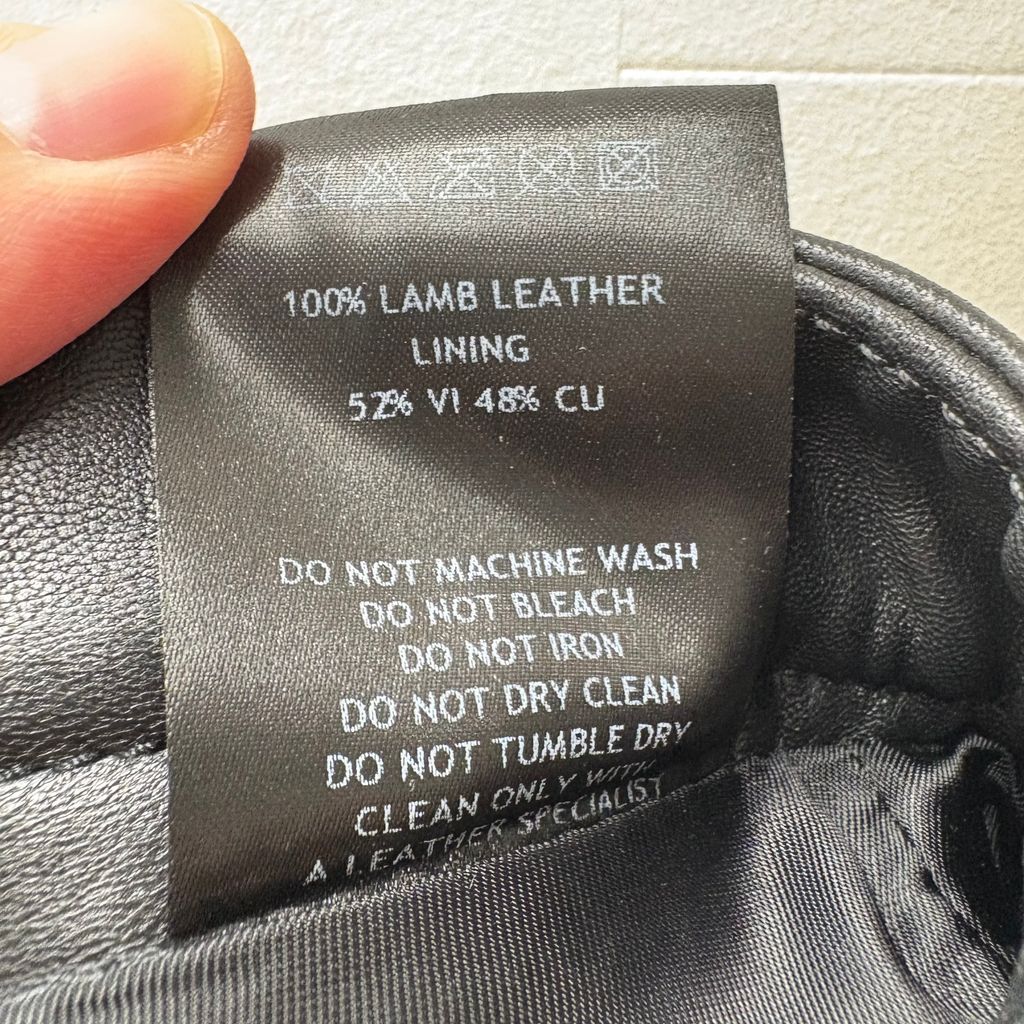 100% LAMB LEATHER
LINING
52% VI 48% CU
DO NOT MACHINE WASH
DO NOT BLEACH
DO NOT IRON
DO NOT DRY CLEAN
DO NOT TUMBLE DRY
CLEAN ONLY WITH
A LEATHER SPECIALIST